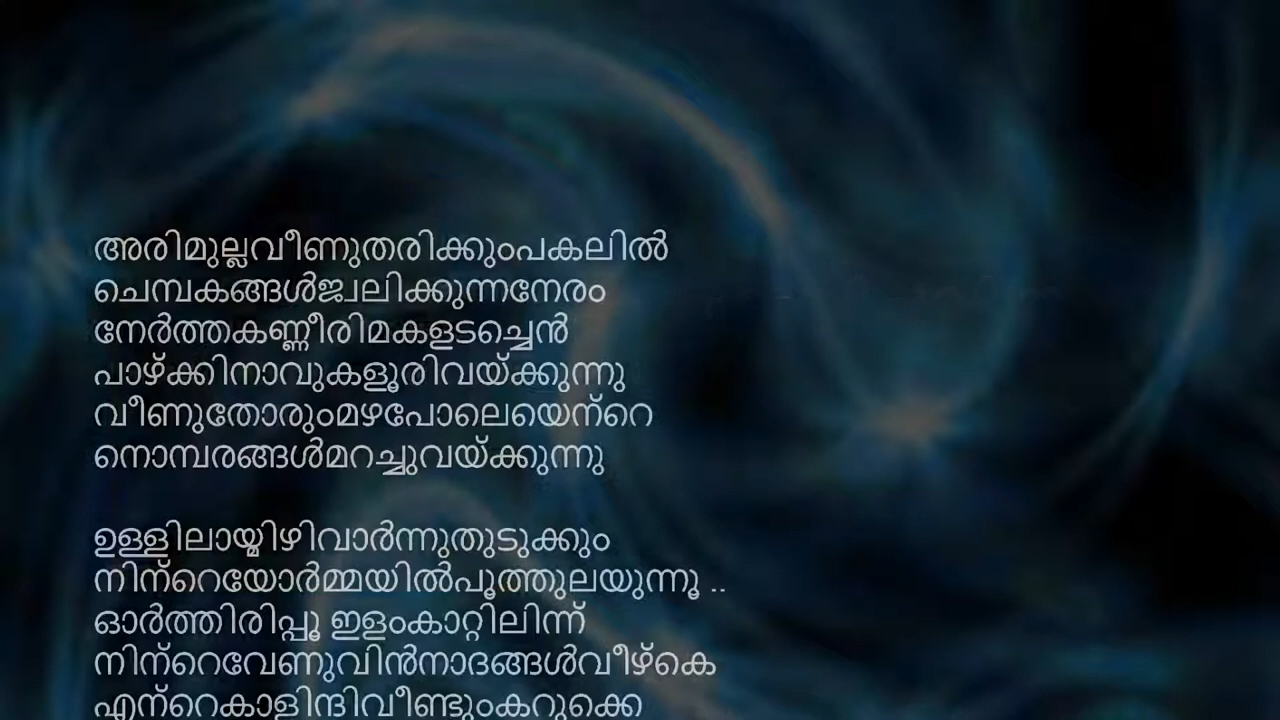 അരിമുല്ലവീണുതരിക്കുംപകലിൽ
ചെമ്പകങ്ങൾജ്വലിക്കുന്നനേരം
നേർത്തകണ്ണീരിമകളടച്ചെൻ
പാഴ്ക്കിനാവുകളൂരിവയ്ക്കുന്നു
വീണുതോരുംമഴപോലെയെന്റെ
നൊമ്പരങ്ങൾമറച്ചുവയ്ക്കുന്നു
ഉള്ളിലായ്മിഴിവാർന്നുതുടുക്കും
നിന്റെയോർമ്മയിൽപൂത്തുലയുന്നൂ ..
ഓർത്തിരിപ്പൂ ഇളംകാറ്റിലിന്ന്
നിന്റെവേണുവിൻനാദങ്ങൾവീഴ്കെ
എന്റെകാളിന്ദിവീണ്ടുംകറുക്കെ